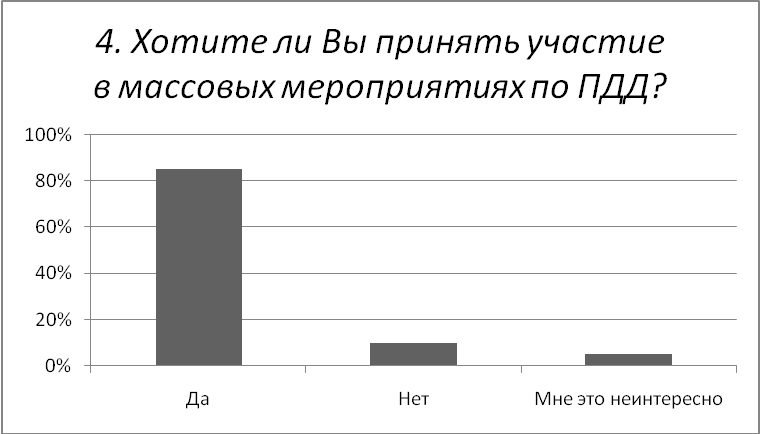 4. Хотите ли Вы принять участие
в массовых мероприятиях по ПДД?
100%
80%
60%
40%
20%
0%
Да
Нет
Мне это неинтересно